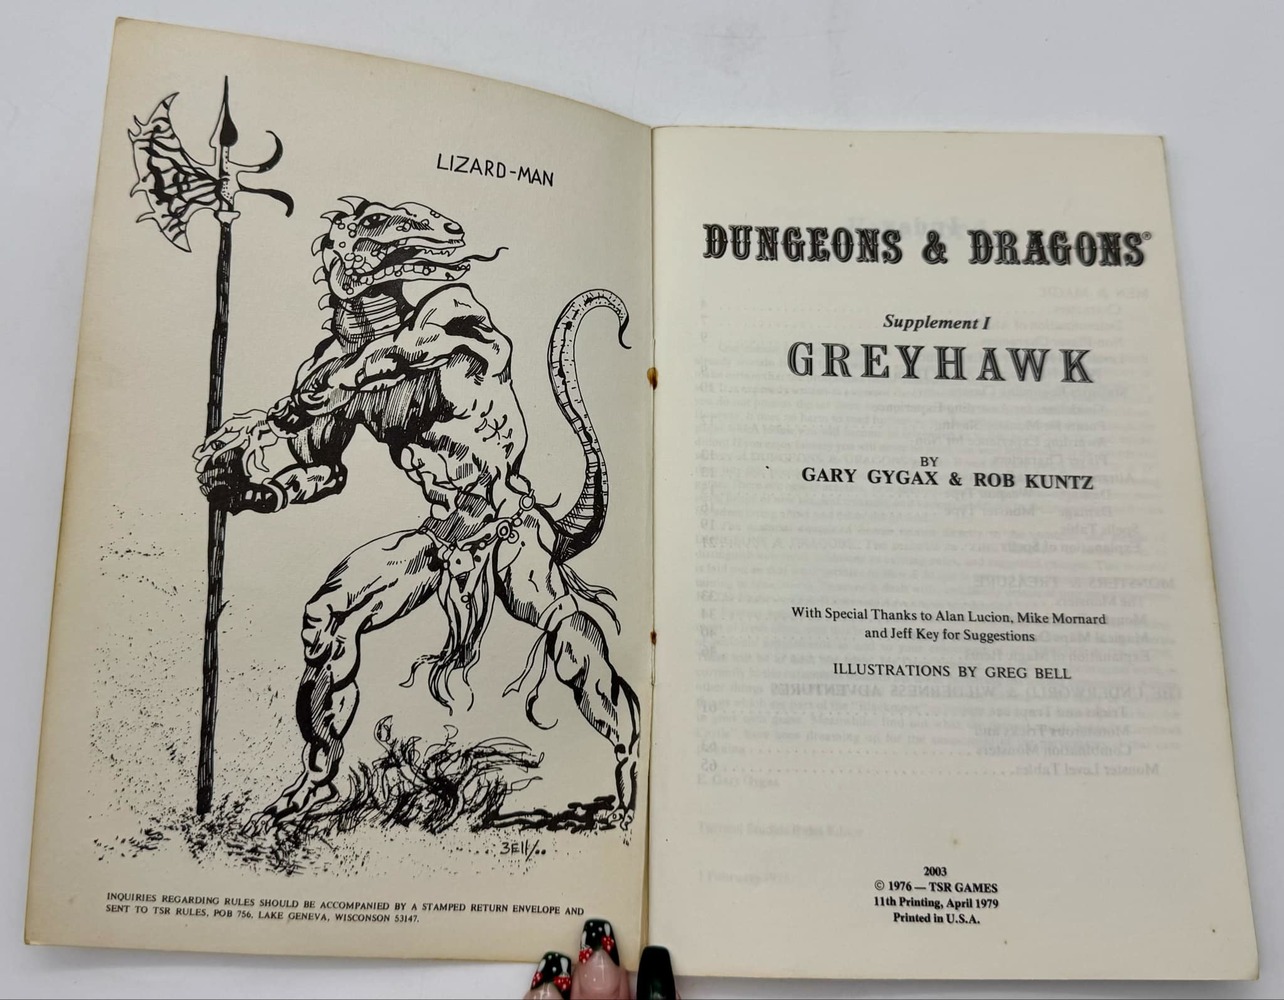 LIZARD-MAN
BEll/..
INQUIRIES REGARDING RULES SHOULD BE ACCOMPANIED BY A STAMPED RETURN ENVELOPE AND
SENT TO TSR RULES, POB 756, LAKE GENEVA, WISCONSON 53147.
DUNGEONS & DRAGONS®
Supplement I
GREYHAWK
BY
GARY GYGAX & ROB KUNTZ
With Special Thanks to Alan Lucion, Mike Mornard
and Jeff Key for Suggestions
ILLUSTRATIONS BY GREG BELL
2003
© 1976 — TSR GAMES
11th Printing, April 1979
Printed in U.S.A.